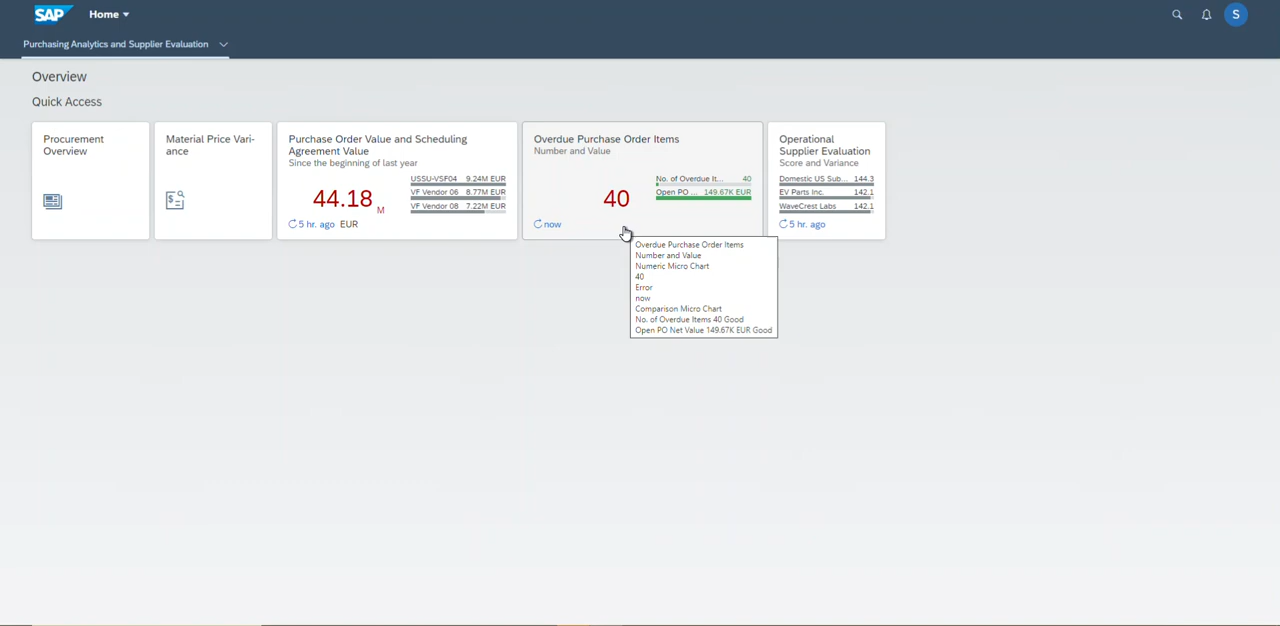 SAP Home
S
Purchasing Analytics and Supplier Evaluation
Overview
Quick Access
Procurement
Overview
Material Price Vari-
ance
Purchase Order Value and Scheduling
Agreement Value
Since the beginning of last year
44.18 M
USSU-VSF04 9.24M EUR
VF Vendor 06 8.77M EUR
VF Vendor 08 7.22M EUR
5 hr. ago EUR
Overdue Purchase Order Items
Number and Value
40
No. of Overdue It... 40
Open PO ... 149.67K EUR
now
Operational
Supplier Evaluation
Score and Variance
Domestic US Sub... 144.3
EV Parts Inc. 142.1
WaveCrest Labs 142.1
5 hr. ago
Overdue Purchase Order Items
Number and Value
Numeric Micro Chart
40
Error
now
Comparison Micro Chart
No. of Overdue Items 40 Good
Open PO Net Value 149.67K EUR Good